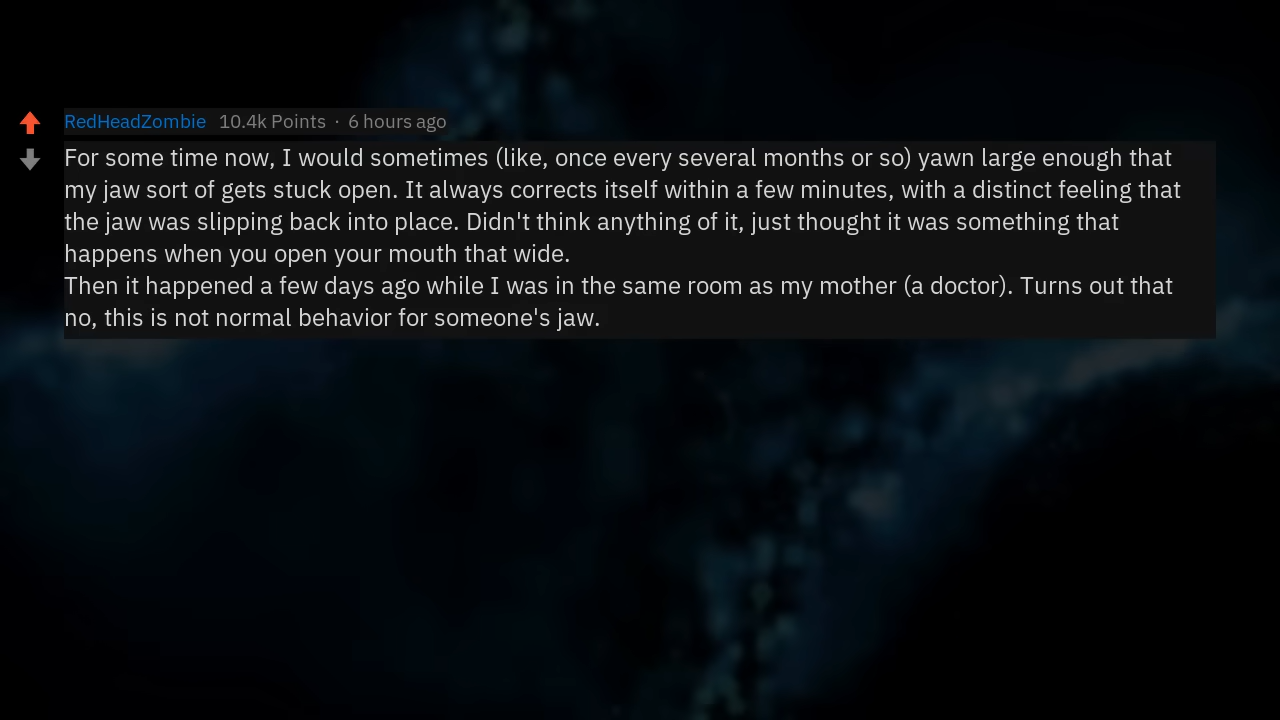 RedHeadZombie 10.4k Points · 6 hours ago
For some time now, I would sometimes (like, once every several months or so) yawn large enough that
my jaw sort of gets stuck open. It always corrects itself within a few minutes, with a distinct feeling that
the jaw was slipping back into place. Didn't think anything of it, just thought it was something that
happens when you open your mouth that wide.
Then it happened a few days ago while I was in the same room as my mother (a doctor). Turns out that
no, this is not normal behavior for someone's jaw.